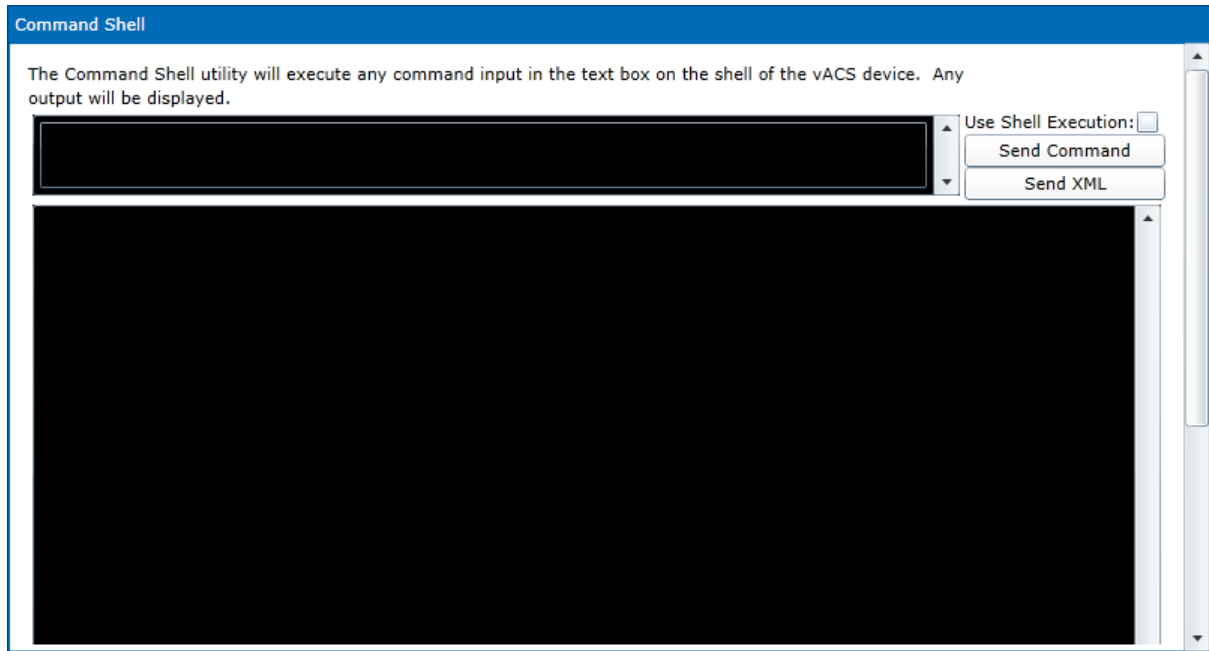 Command Shell
The Command Shell utility will execute any command input in the text box on the shell of the vACS device.  Any
output will be displayed.
Use Shell Execution:
Send Command
Send XML